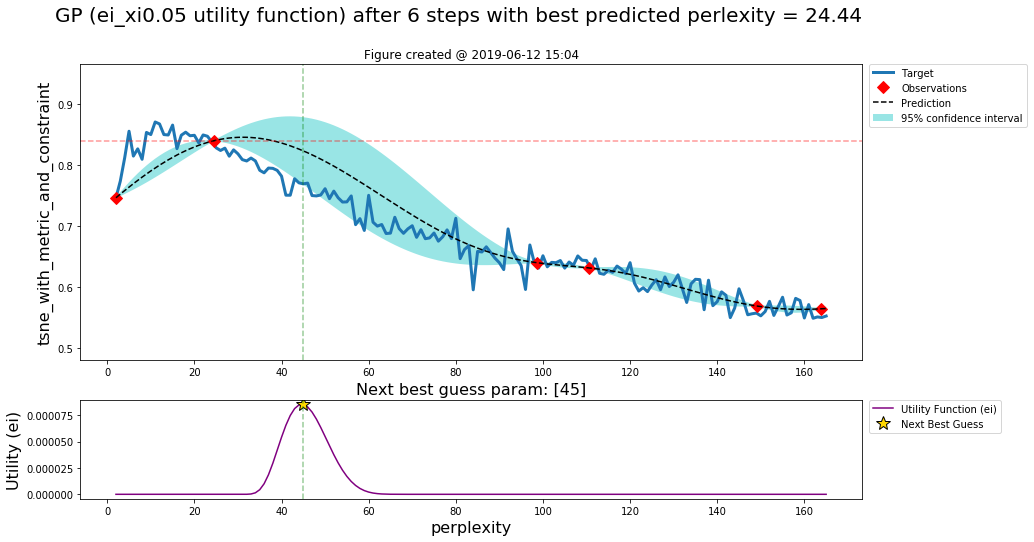 GP (ei_xi0.05 utility function) after 6 steps with best predicted perlexity = 24.44
Figure created @ 2019-06-12 15:04
tsne_with_metric_and_constraint
0.9
0.8
0.7
0.6
0.5
0 20 40 60 80 100 120 140 160
Target
Observations
Prediction
95% confidence interval
Next best guess param: [45]
Utility (ei)
0.000075
0.000050
0.000025
0.000000
0 20 40 60 80 100 120 140 160
perplexity
Utility Function (ei)
Next Best Guess